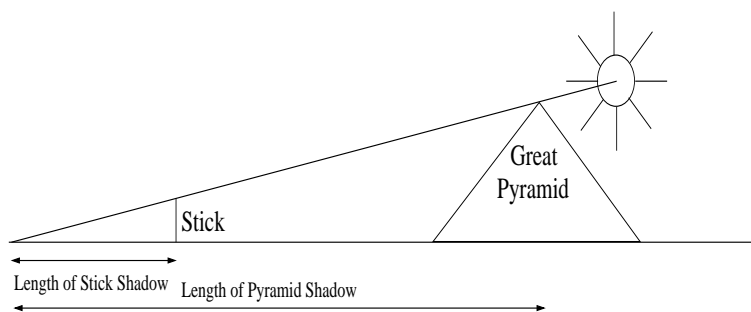 Great
Pyramid
Stick
Length of Stick Shadow
Length of Pyramid Shadow